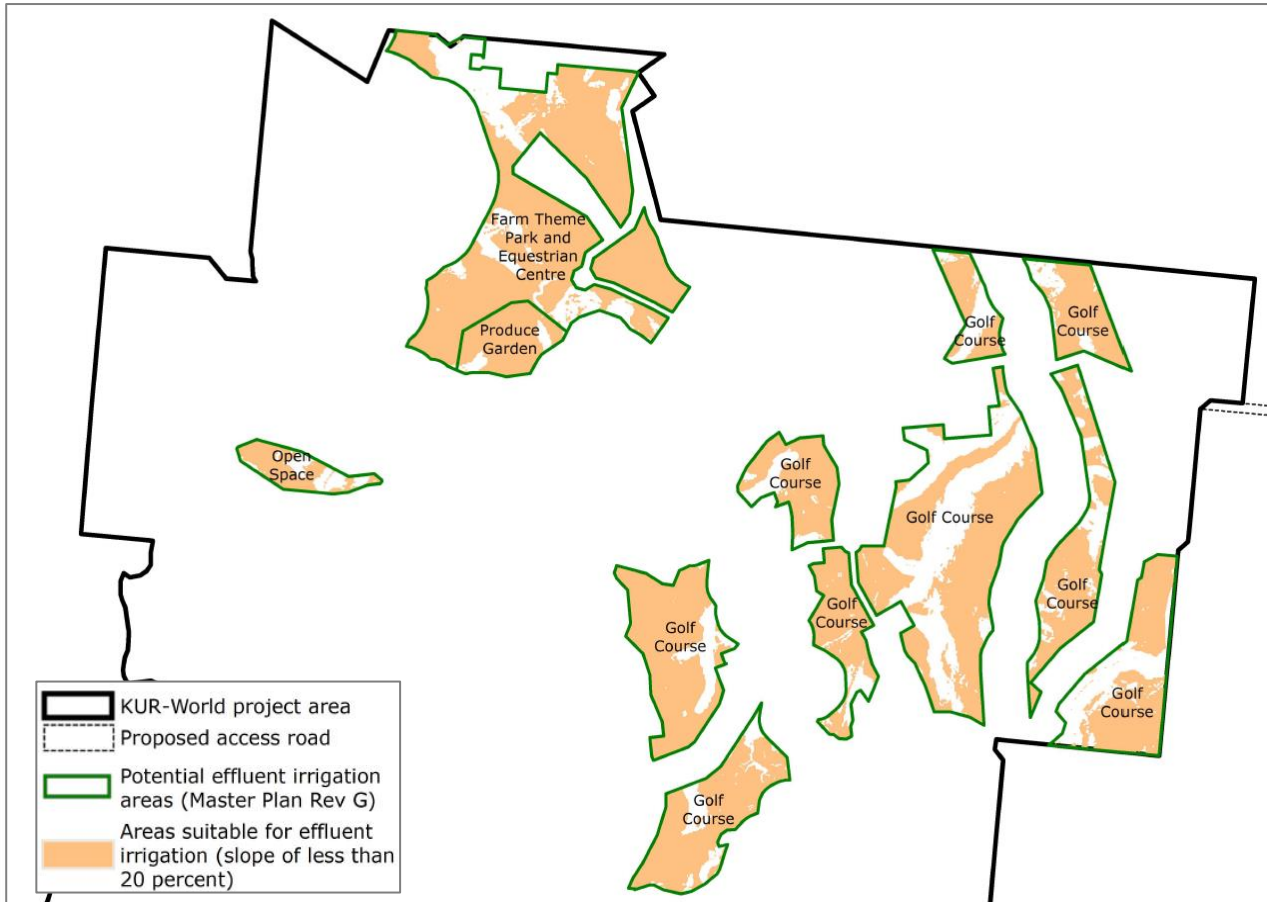 Farm Theme
Park and
Equestrian
Centre
Produce
Garden
Open
Space
Golf
Course
Golf
Course
Golf
Course
Golf Course
Golf
Course
Golf
Course
Golf
Course
Golf
Course
Golf
Course
KUR-World project area
Proposed access road
Potential effluent irrigation
areas (Master Plan Rev G)
Areas suitable for effluent
irrigation (slope of less than
20 percent)